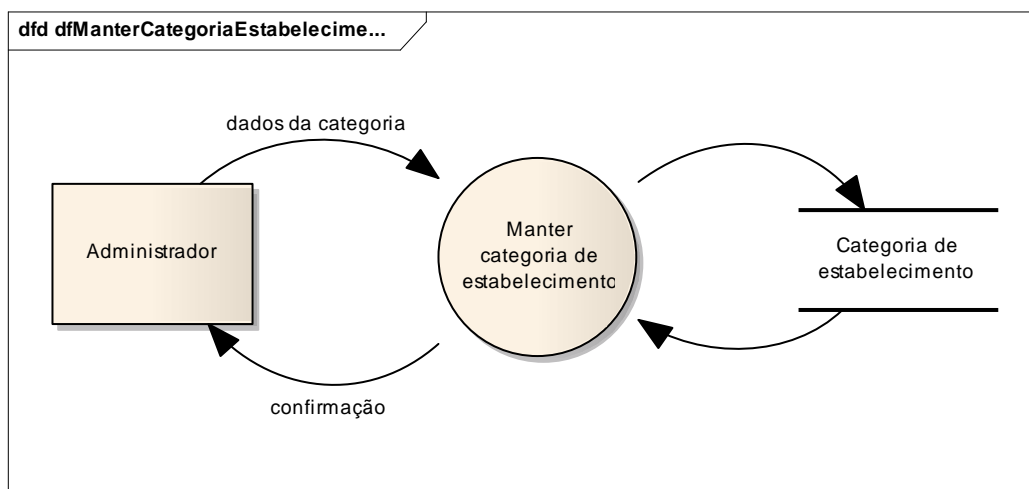 dfd dfManterCategoriaEstabelecime...
dados da categoria
Administrador
Manter
categoria de
estabelecimento
Categoria de
estabelecimento
confirmação